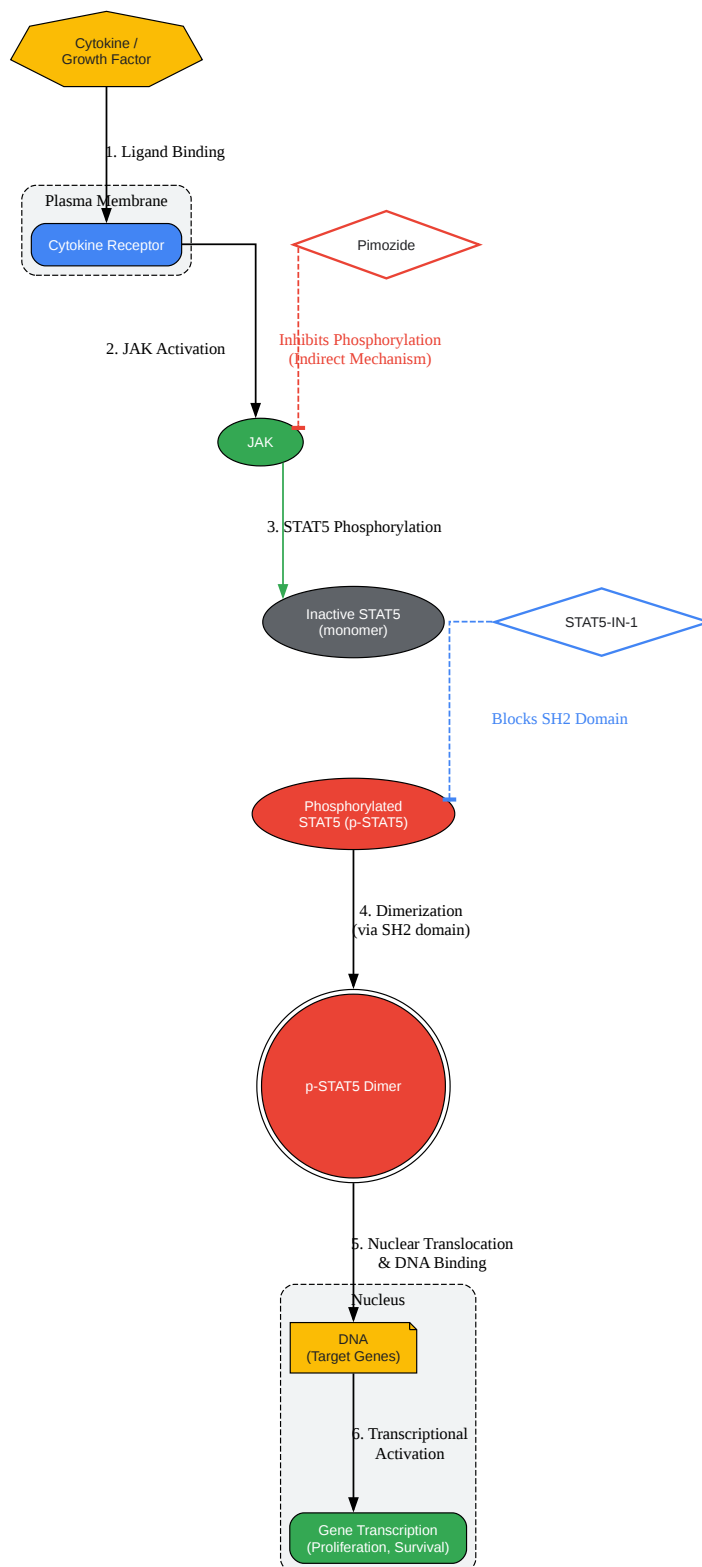 Cytokine /
Growth Factor
1. Ligand Binding
Plasma Membrane
Cytokine Receptor
Pimozide
2. JAK Activation
Inhibits Phosphorylation
(Indirect Mechanism)
JAK
3. STAT5 Phosphorylation
Inactive STAT5
(monomer)
STAT5-IN-1
Blocks SH2 Domain
Phosphorylated
STAT5 (p-STAT5)
4. Dimerization
(via SH2 domain)
p-STAT5 Dimer
5. Nuclear Translocation
& DNA Binding
Nucleus
DNA
(Target Genes)
6. Transcriptional
Activation
Gene Transcription
(Proliferation, Survival)